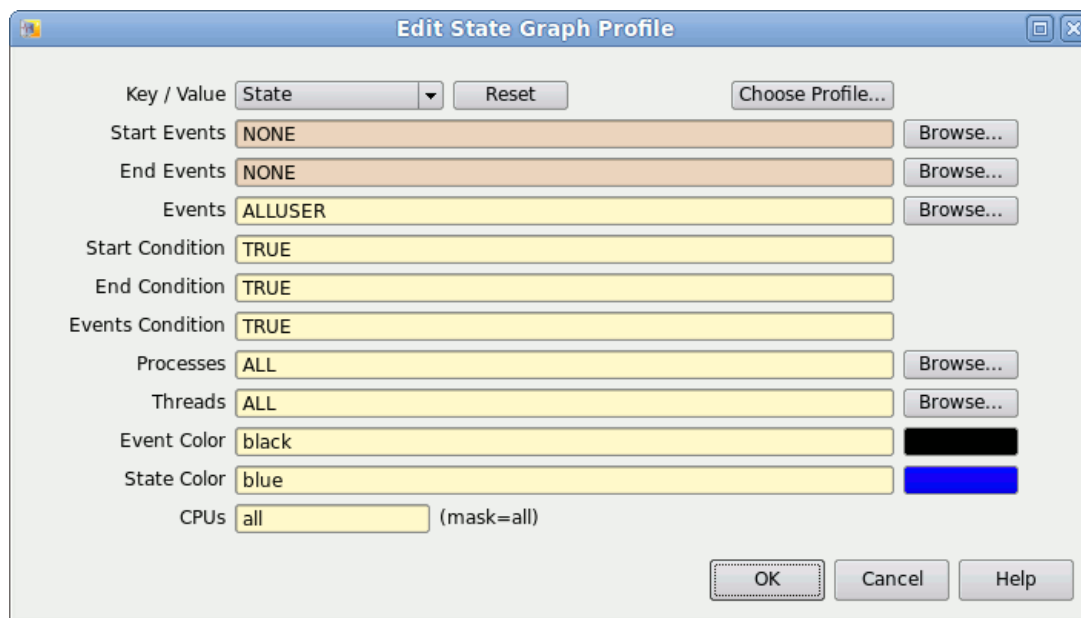 Edit State Graph Profile
Key / Value State Reset Choose Profile...
Start Events NONE Browse...
End Events NONE Browse...
Events ALLUSER Browse...
Start Condition TRUE
End Condition TRUE
Events Condition TRUE
Processes ALL Browse...
Threads ALL Browse...
Event Color black
State Color blue
CPUs all (mask=all)
OK Cancel Help